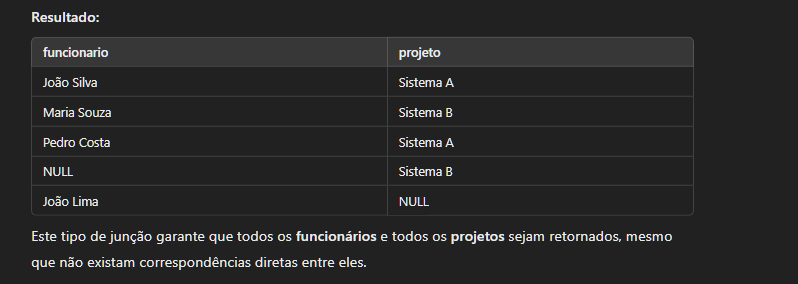 Resultado:
funcionario projeto
João Silva Sistema A
Maria Souza Sistema B
Pedro Costa Sistema A
NULL Sistema B
João Lima NULL
Este tipo de junção garante que todos os funcionários e todos os projetos sejam retornados, mesmo
que não existam correspondências diretas entre eles.